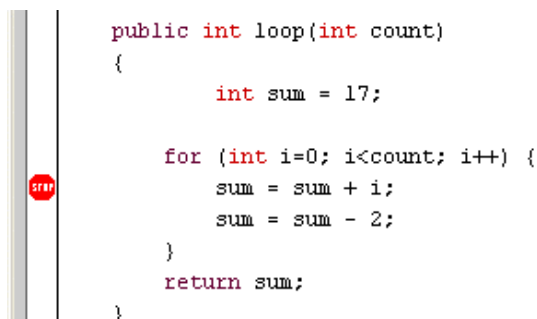 public int loop(int count)
{
int sum = 17;
for (int i=0; i<count; i++) {
STOP
sum = sum + i;
sum = sum - 2;
}
return sum;
}